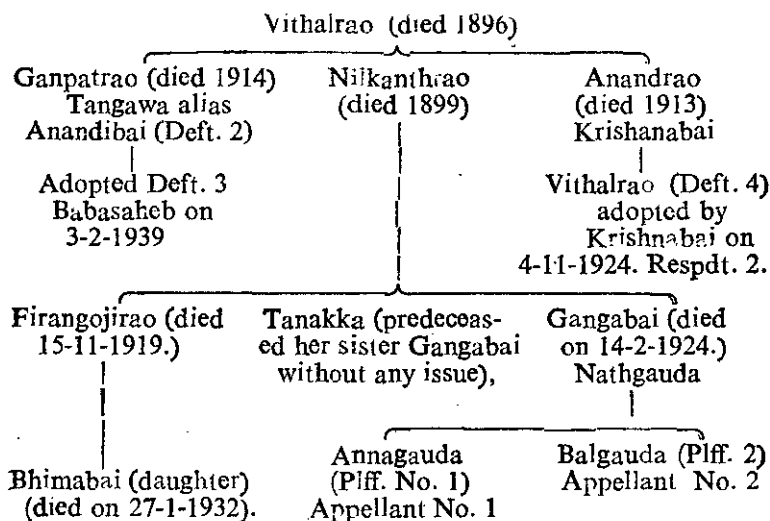 Vithalrao (died 1896)
Ganpatrao (died 1914)
Tangawa alias
Anandibai (Deft. 2)
Adopted Deft. 3
Babasaheb on
3-2-1939
Nilkanthrao
(died 1899)
Anandrao
(died 1913)
Krishanabai
Vithalrao (Deft. 4)
adopted by
Krishnabai on
4-11-1924. Respdt. 2.
Firangojirao (died
15-11-1919.)
Bhimabai (daughter)
(died on 27-1-1932).
Tanakka (predeceas-
ed her sister Gangabai
without any issue),
Gangabai (died
on 14-2-1924.)
Nathgauda
Annagauda
(Plff. No. 1)
Appellant No. 1
Balgauda (Plff. 2)
Appellant No. 2